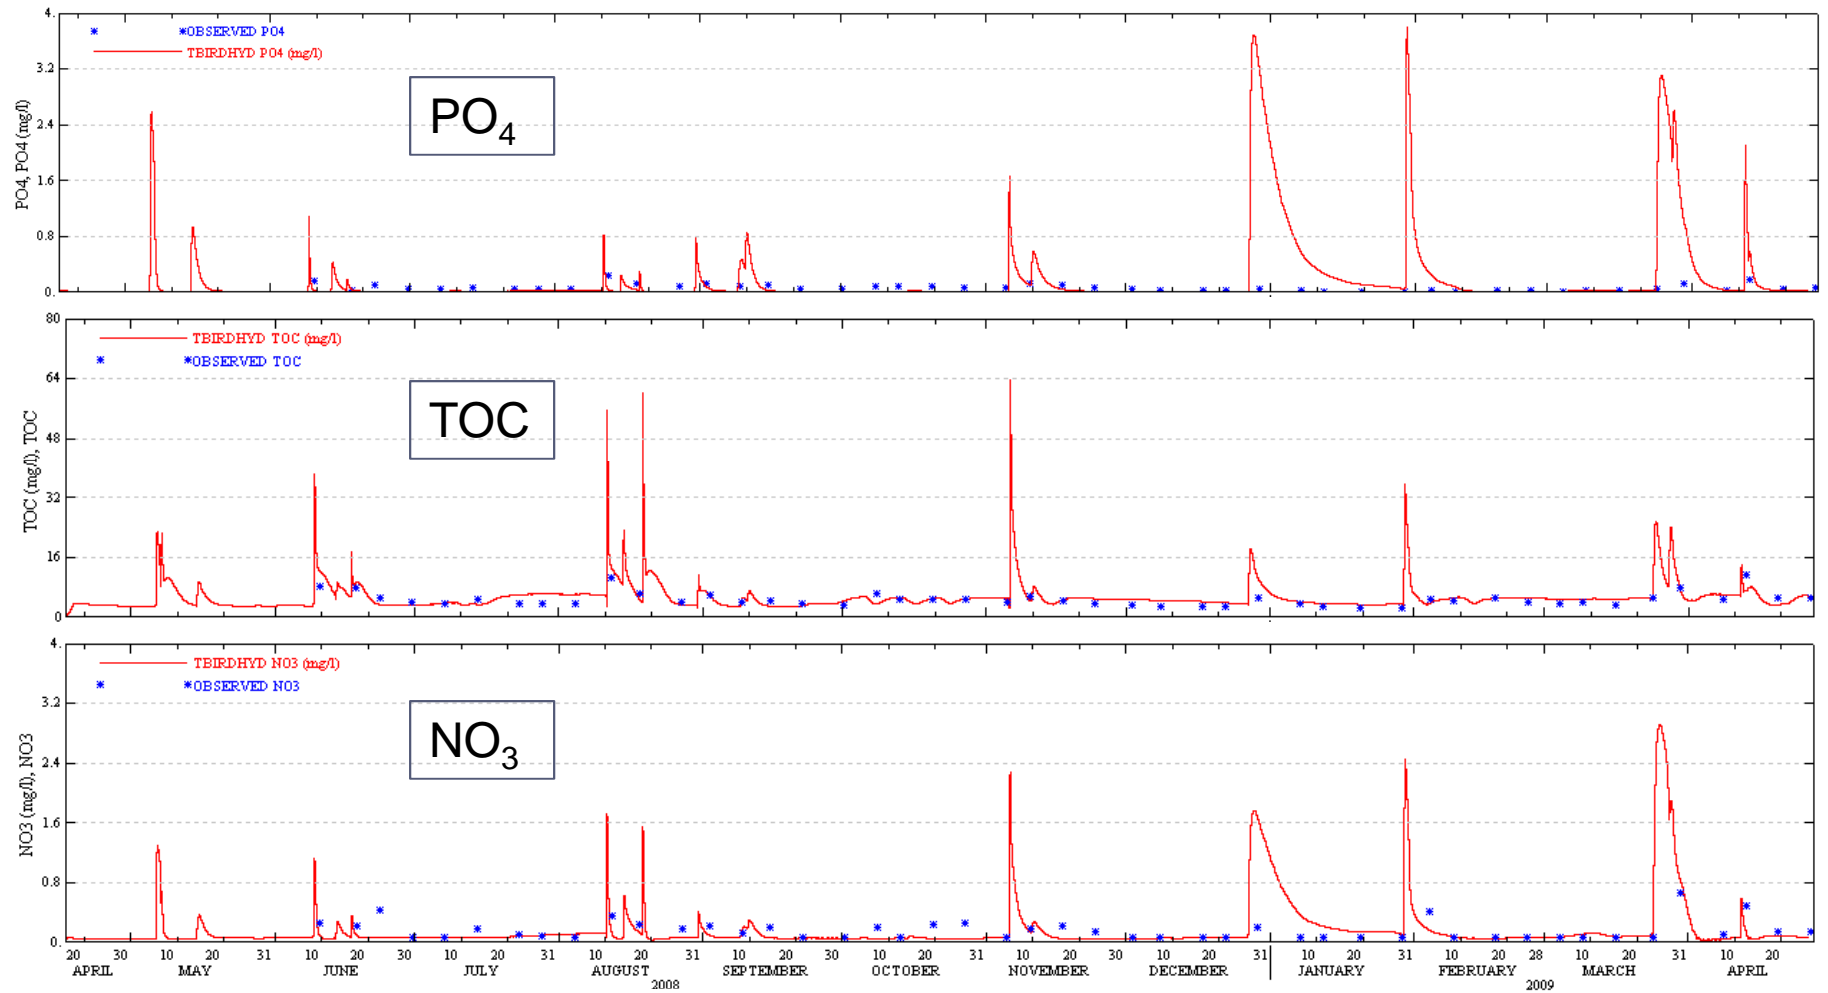 4.
3.2
2.4
1.6
0.8
0.
PO4, PO4 (mg/l)
OBSERVED PO4
TBIRDHYD PO4 (mg/l)
PO4
80
64
48
32
16
0
TOC (mg/l), TOC
TBIRDHYD TOC (mg/l)
OBSERVED TOC
TOC
4.
3.2
2.4
1.6
0.8
0.
NO3 (mg/l), NO3
TBIRDHYD NO3 (mg/l)
OBSERVED NO3
NO3
20 30 10 20 31 10 20 30 10 20 31 10 20 31 10 20 30 10 20 31 10 20 30 10 20 31 10 20 31 10 20 28 10 20 31 10 20
APRIL MAY JUNE JULY AUGUST SEPTEMBER OCTOBER NOVEMBER DECEMBER JANUARY FEBRUARY MARCH APRIL
2008 2009